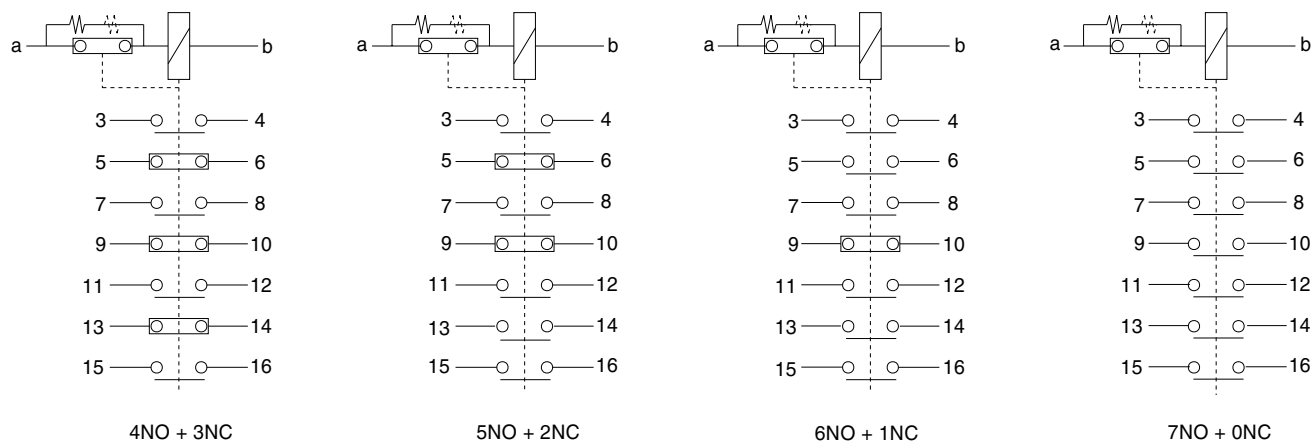 a b a b a b a b
3 4 3 4 3 4 3 4
5 6 5 6 5 6 5 6
7 8 7 8 7 8 7 8
9 10 9 10 9 10 9 10
11 12 11 12 11 12 11 12
13 14 13 14 13 14 13 14
15 16 15 16 15 16 15 16
4NO + 3NC 5NO + 2NC 6NO + 1NC 7NO + 0NC